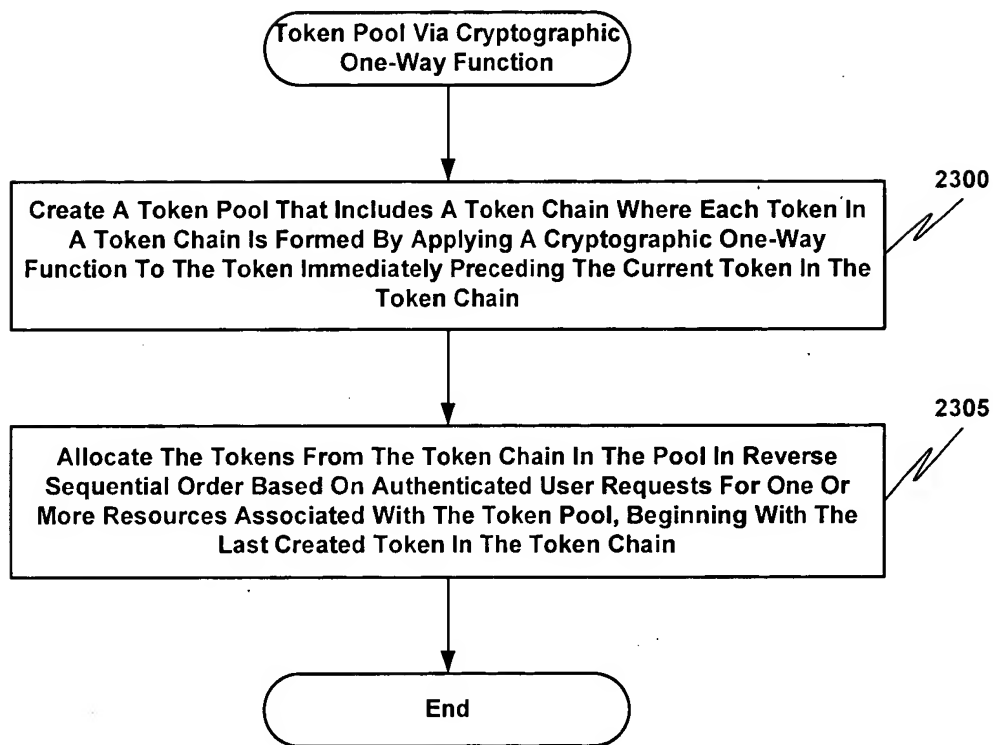 Token Pool Via Cryptographic
One-Way Function
2300
Create A Token Pool That Includes A Token Chain Where Each Token In
A Token Chain Is Formed By Applying A Cryptographic One-Way
Function To The Token Immediately Preceding The Current Token In The
Token Chain
2305
Allocate The Tokens From The Token Chain In The Pool In Reverse
Sequential Order Based On Authenticated User Requests For One Or
More Resources Associated With The Token Pool, Beginning With The
Last Created Token In The Token Chain
End